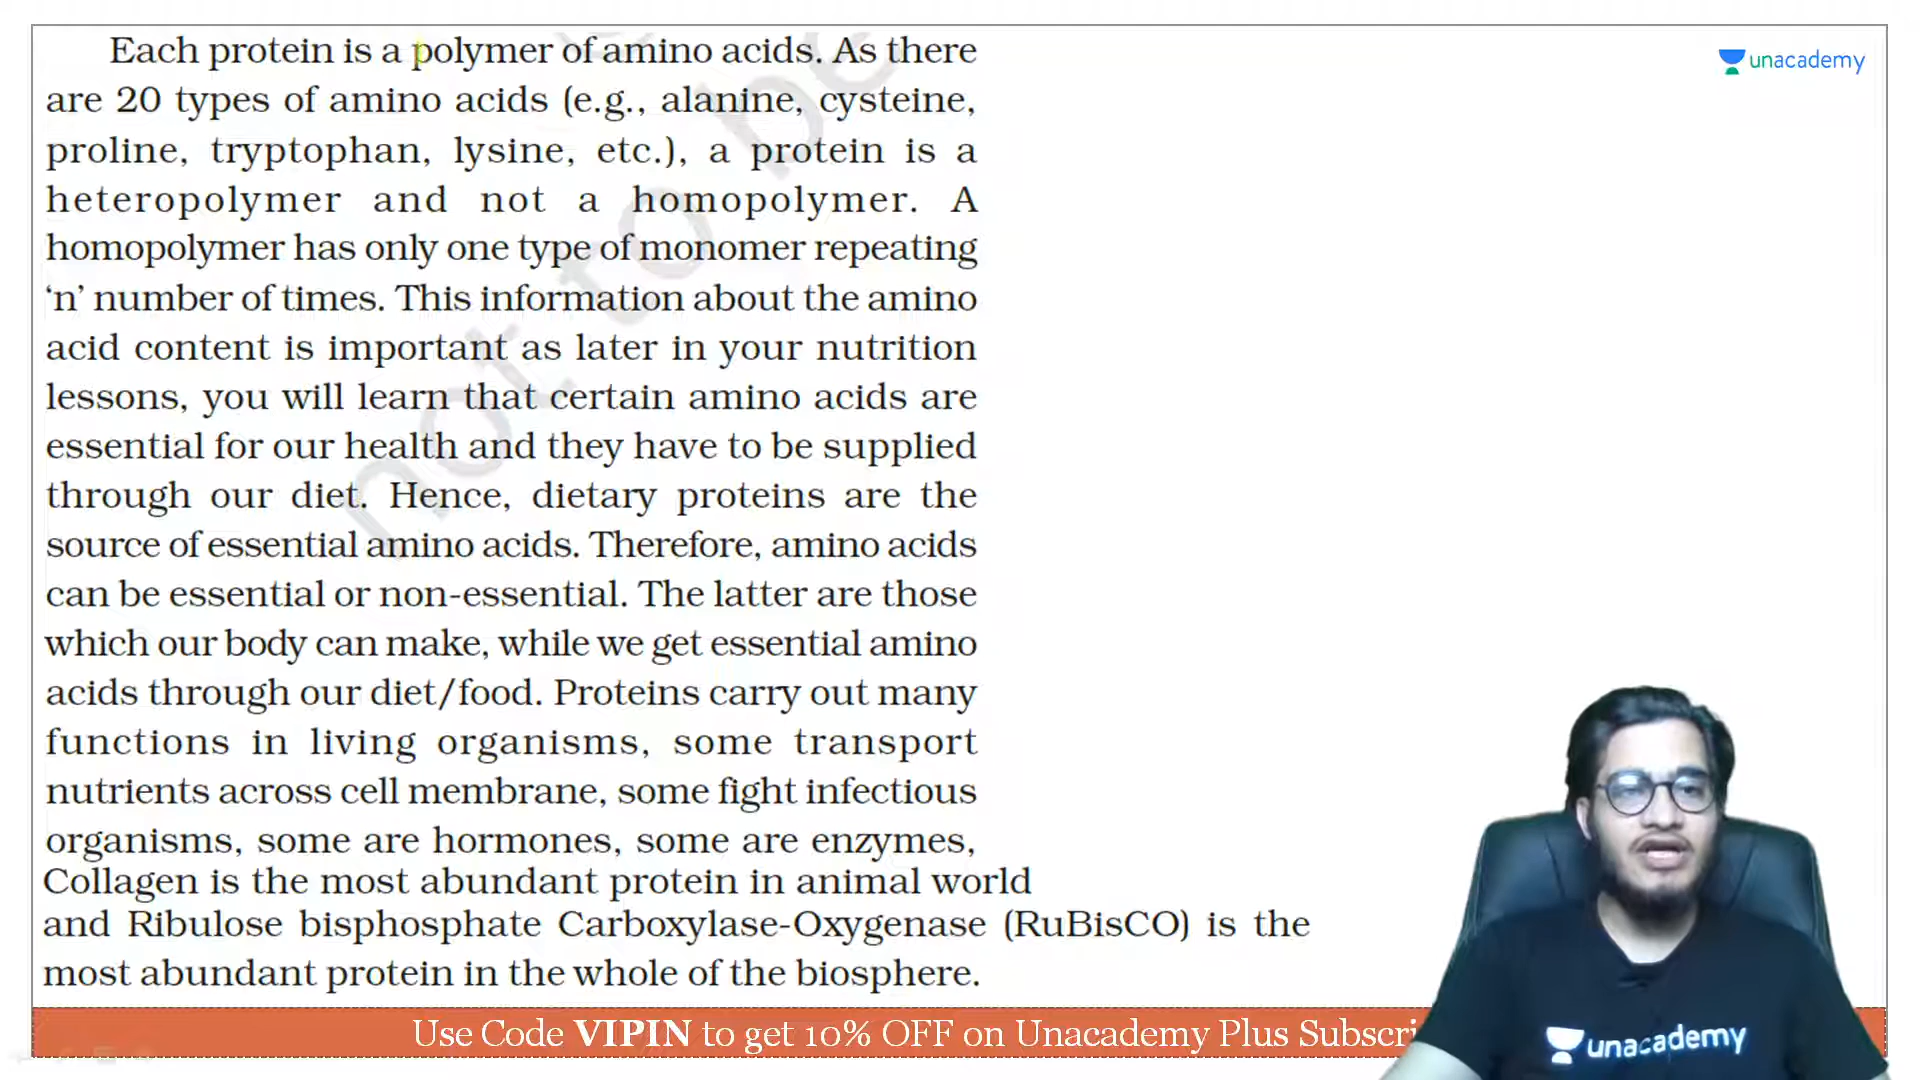 Each protein is a polymer of amino acids. As there
are 20 types of amino acids (e.g., alanine, cysteine,
proline, tryptophan, lysine, etc.), a protein is a
heteropolymer and not a homopolymer. A
homopolymer has only one type of monomer repeating
‘n’ number of times. This information about the amino
acid content is important as later in your nutrition
lessons, you will learn that certain amino acids are
essential for our health and they have to be supplied
through our diet. Hence, dietary proteins are the
source of essential amino acids. Therefore, amino acids
can be essential or non-essential. The latter are those
which our body can make, while we get essential amino
acids through our diet/food. Proteins carry out many
functions in living organisms, some transport
nutrients across cell membrane, some fight infectious
organisms, some are hormones, some are enzymes,
Collagen is the most abundant protein in animal world
and Ribulose bisphosphate Carboxylase-Oxygenase (RuBisCO) is the
most abundant protein in the whole of the biosphere.
not to be
unacademy
Use Code VIPIN to get 10% OFF on Unacademy Plus Subscri
unacademy